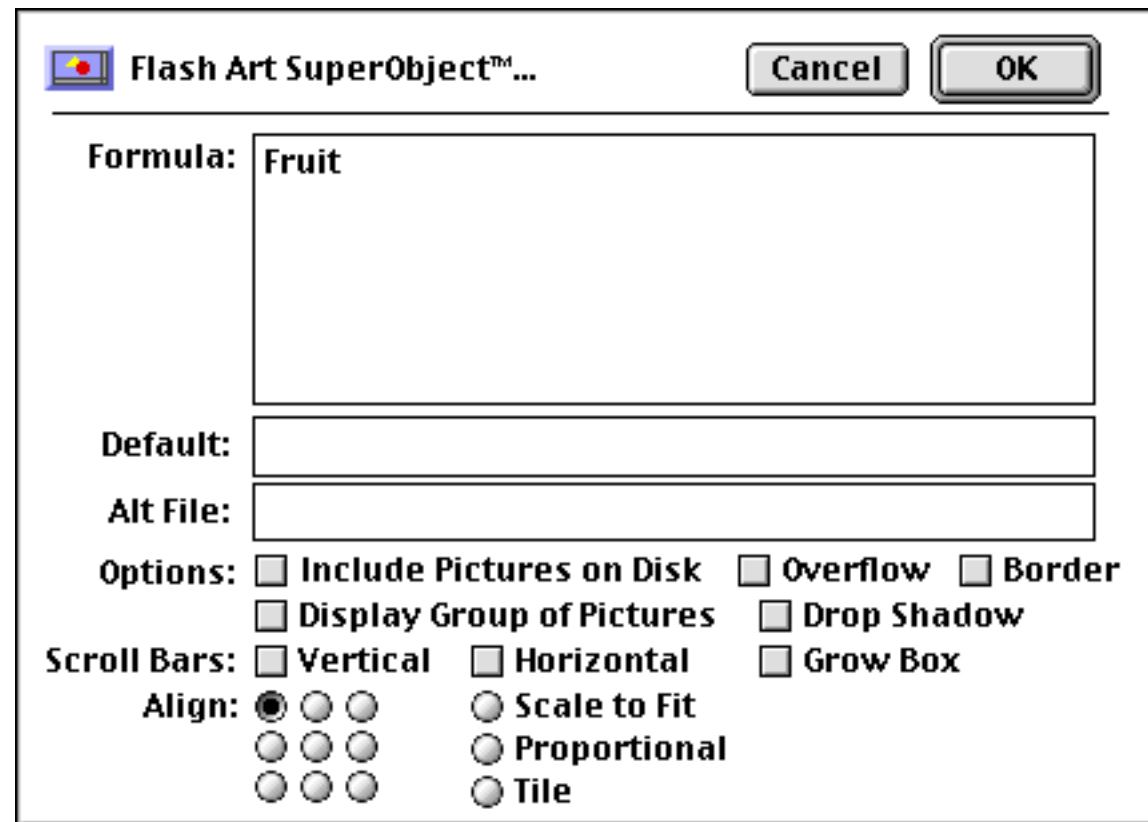 Flash Art SuperObject™... Cancel OK
Formula: Fruit
Default:
Alt File:
Options: Include Pictures on Disk Overflow Border
Display Group of Pictures Drop Shadow
Scroll Bars: Vertical Horizontal Grow Box
Align: Scale to Fit
Proportional
Tile